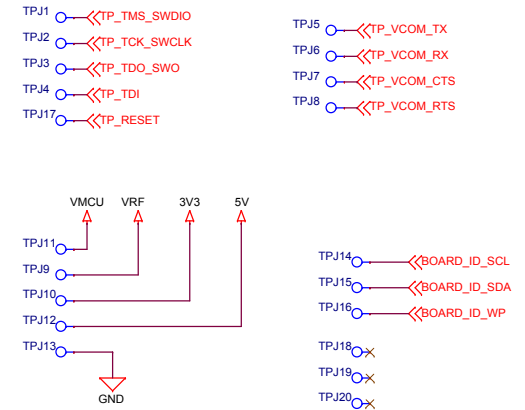 TPJ1 TP_TMS_SWDIO
TPJ2 TP_TCK_SWCLK
TPJ3 TP_TDO_SWO
TPJ4 TP_TDI
TPJ17 TP_RESET
TPJ5 TP_VCOM_TX
TPJ6 TP_VCOM_RX
TPJ7 TP_VCOM_CTS
TPJ8 TP_VCOM_RTS
VMCU VRF 3V3 5V
TPJ11
TPJ9
TPJ10
TPJ12
TPJ13
GND
TPJ14 BOARD_ID_SCL
TPJ15 BOARD_ID_SDA
TPJ16 BOARD_ID_WP
TPJ18
TPJ19
TPJ20